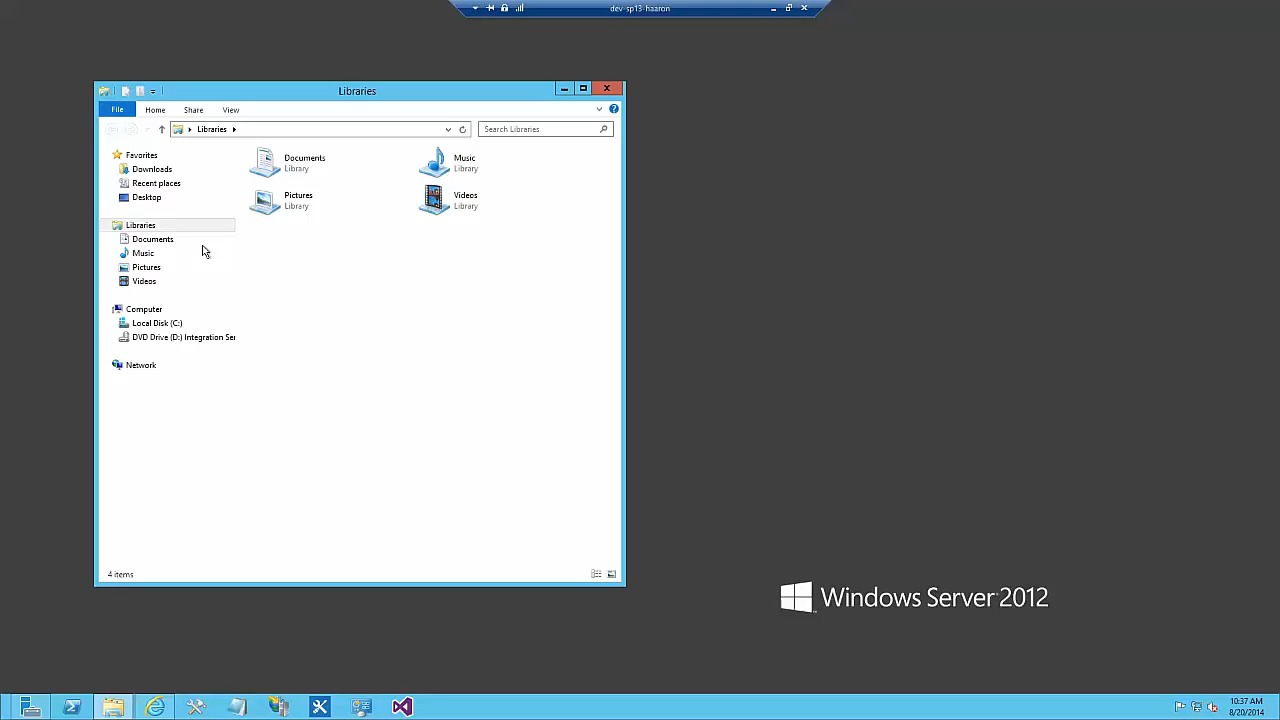 dev-sp13-haaron
Libraries
File Home Share View
Libraries
Search Libraries
Favorites
Downloads
Recent places
Desktop
Libraries
Documents
Music
Pictures
Videos
Computer
Local Disk (C:)
DVD Drive (D:) Integration Ser
Network
Documents
Library
Music
Library
Pictures
Library
Videos
Library
4 items
Windows Server 2012
10:37 AM
8/20/2014